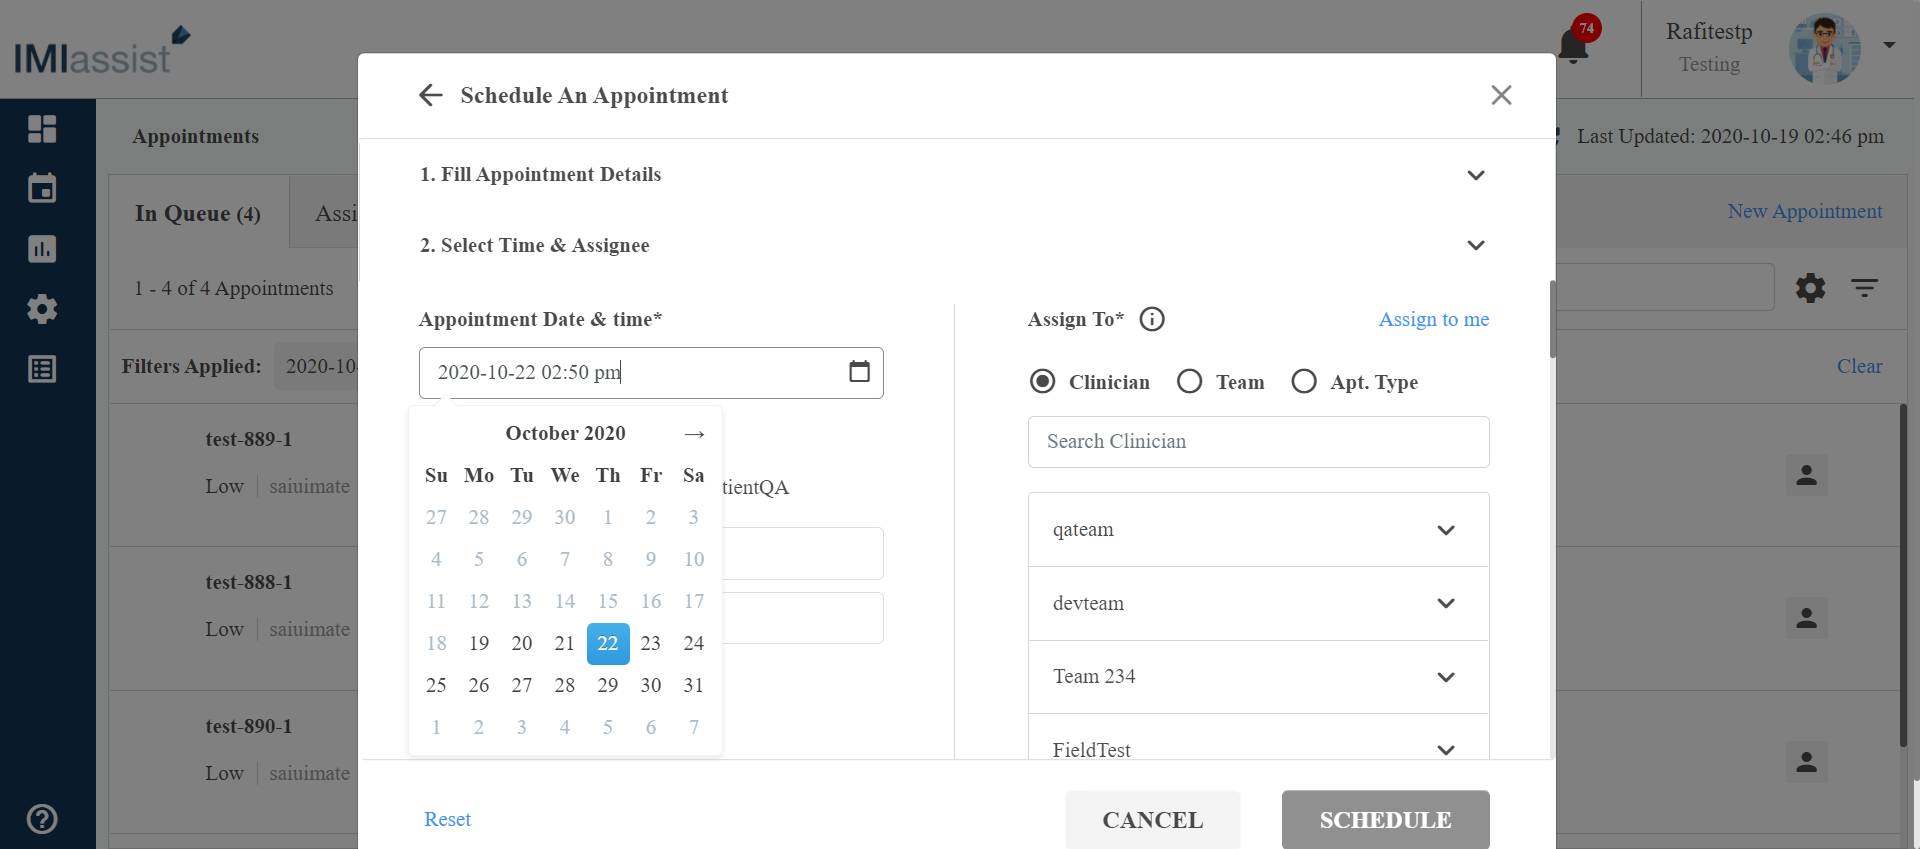 IMIassist
74
Rafitestp
Testing
Schedule An Appointment
Appointments
Last Updated: 2020-10-19 02:46 pm
1. Fill Appointment Details
In Queue (4)
Assi
New Appointment
2. Select Time & Assignee
1 - 4 of 4 Appointments
Appointment Date & time*
Assign To*
Assign to me
Filters Applied:
2020-10-
2020-10-22 02:50 pm
Clear
Clinician
Team
Apt. Type
October 2020 →
Search Clinician
Su Mo Tu We Th Fr Sa
27 28 29 30 1 2 3
4 5 6 7 8 9 10
11 12 13 14 15 16 17
18 19 20 21 22 23 24
25 26 27 28 29 30 31
1 2 3 4 5 6 7
tientQA
qateam
devteam
Team 234
FieldTest
test-889-1
Low
saiuimate
test-888-1
Low
saiuimate
test-890-1
Low
saiuimate
Reset
CANCEL
SCHEDULE